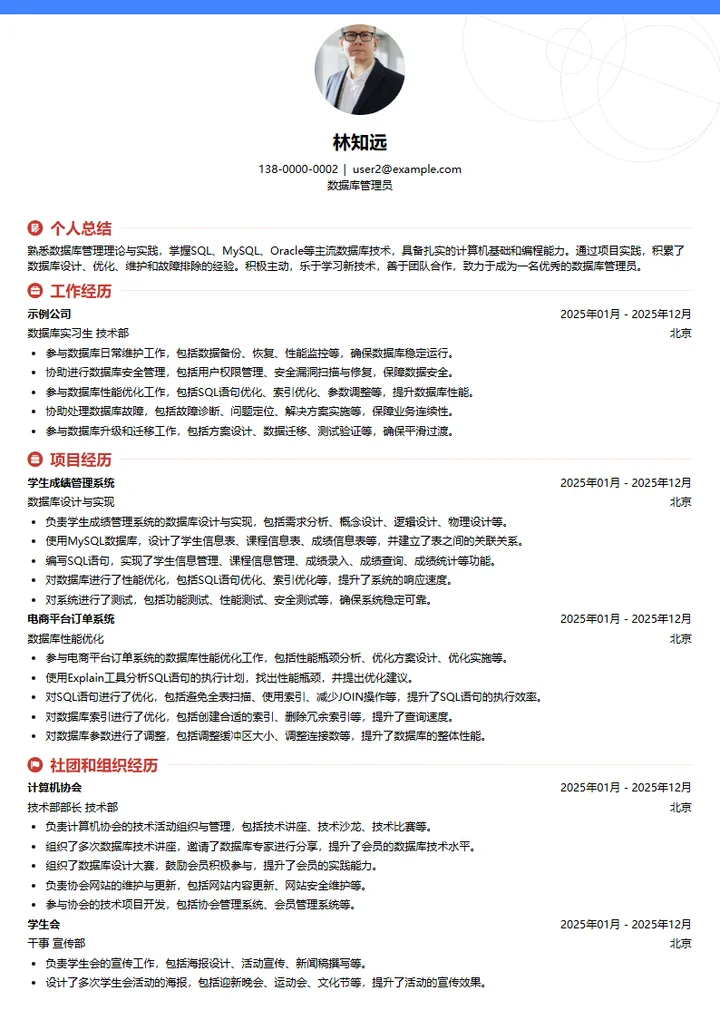 林知远
138-0000-0002 | user2@example.com
数据库管理员
个人总结
熟悉数据库管理理论与实践，掌握SQL、MySQL、Oracle等主流数据库技术，具备扎实的计算机基础和编程能力。通过项目实践，积累了
数据库设计、优化、维护和故障排除的经验。积极主动，乐于学习新技术，善于团队合作，致力于成为一名优秀的数据库管理员。
工作经历
示例公司 2025年01月 - 2025年12月
数据库实习生 技术部 北京
• 参与数据库日常维护工作，包括数据备份、恢复、性能监控等，确保数据库稳定运行。
• 协助进行数据库安全管理，包括用户权限管理、安全漏洞扫描与修复，保障数据安全。
• 参与数据库性能优化工作，包括SQL语句优化、索引优化、参数调整等，提升数据库性能。
• 协助处理数据库故障，包括故障诊断、问题定位、解决方案实施等，保障业务连续性。
• 参与数据库升级和迁移工作，包括方案设计、数据迁移、测试验证等，确保平滑过渡。
项目经历
学生成绩管理系统 2025年01月 - 2025年12月
数据库设计与实现 北京
• 负责学生成绩管理系统的数据库设计与实现，包括需求分析、概念设计、逻辑设计、物理设计等。
• 使用MySQL数据库，设计了学生信息表、课程信息表、成绩信息表等，并建立了表之间的关联关系。
• 编写SQL语句，实现了学生信息管理、课程信息管理、成绩录入、成绩查询、成绩统计等功能。
• 对数据库进行了性能优化，包括SQL语句优化、索引优化等，提升了系统的响应速度。
• 对系统进行了测试，包括功能测试、性能测试、安全测试等，确保系统稳定可靠。
电商平台订单系统 2025年01月 - 2025年12月
数据库性能优化 北京
• 参与电商平台订单系统的数据库性能优化工作，包括性能瓶颈分析、优化方案设计、优化实施等。
• 使用Explain工具分析SQL语句的执行计划，找出性能瓶颈，并提出优化建议。
• 对SQL语句进行了优化，包括避免全表扫描、使用索引、减少JOIN操作等，提升了SQL语句的执行效率。
• 对数据库索引进行了优化，包括创建合适的索引、删除冗余索引等，提升了查询速度。
• 对数据库参数进行了调整，包括调整缓冲区大小、调整连接数等，提升了数据库的整体性能。
社团和组织经历
计算机协会 2025年01月 - 2025年12月
技术部部长 技术部 北京
• 负责计算机协会的技术活动组织与管理，包括技术讲座、技术沙龙、技术比赛等。
• 组织了多次数据库技术讲座，邀请了数据库专家进行分享，提升了会员的数据库技术水平。
• 组织了数据库设计大赛，鼓励会员积极参与，提升了会员的实践能力。
• 负责协会网站的维护与更新，包括网站内容更新、网站安全维护等。
• 参与协会的技术项目开发，包括协会管理系统、会员管理系统等。
学生会 2025年01月 - 2025年12月
干事 宣传部 北京
• 负责学生会的宣传工作，包括海报设计、活动宣传、新闻稿撰写等。
• 设计了多次学生会活动的海报，包括迎新晚会、运动会、文化节等，提升了活动的宣传效果。